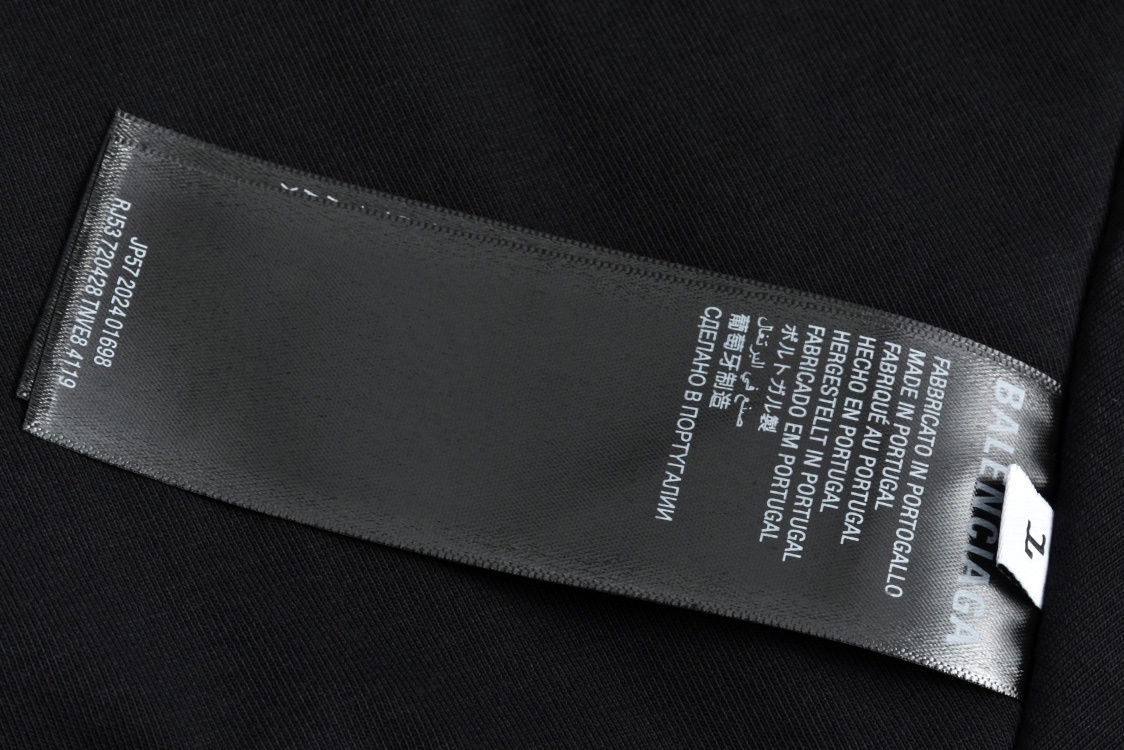 BALENCIAGA
FABBRICATO IN PORTOGALLO
MADE IN PORTUGAL
FABRIQUÉ AU PORTUGAL
HECHO EN PORTUGAL
HERGESTELLT IN PORTUGAL
FABRICADO EM PORTUGAL
ポルトガル製
صنع في البرتغال
葡萄牙制造
СДЕЛАНО В ПОРТУГАЛИИ
JP57 2024 01698
RJ53 720428 TNVE8 4119